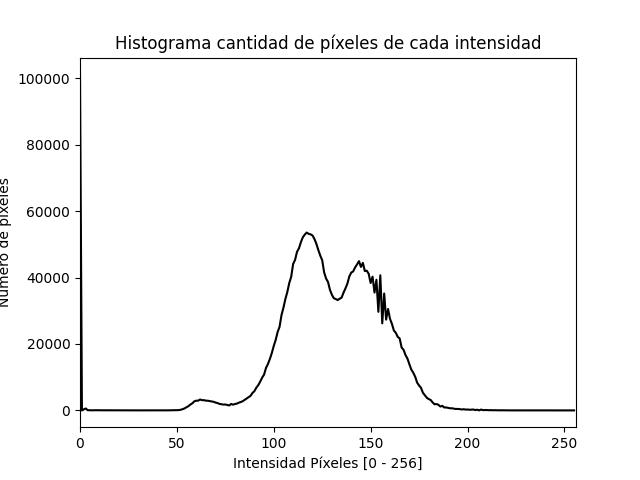 Histograma cantidad de píxeles de cada intensidad
Número de píxeles
100000
80000
60000
40000
20000
0
0 50 100 150 200 250
Intensidad Píxeles [0 - 256]